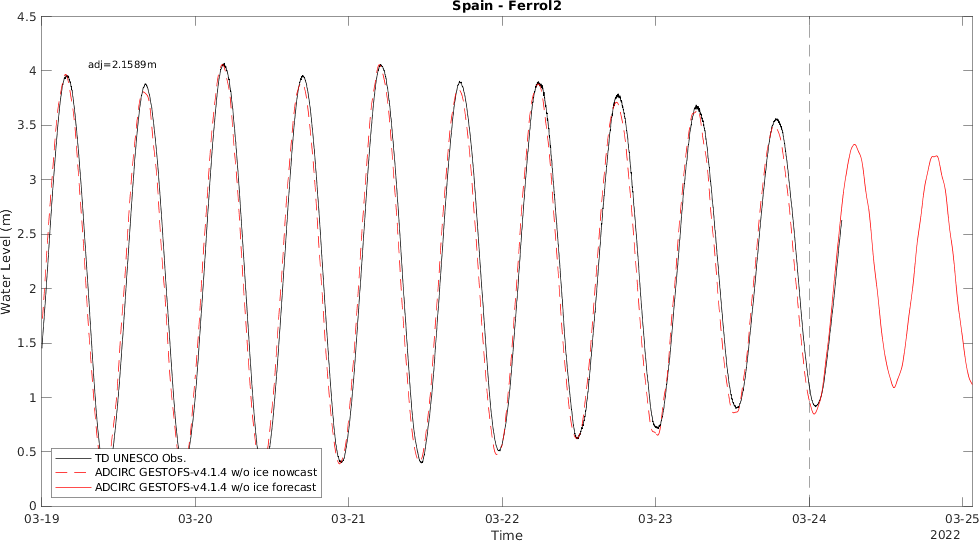 Spain - Ferrol2
4.5
adj=2.1589m
4
3.5
3
2.5
2
1.5
1
0.5
0
Water Level (m)
TD UNESCO Obs.
ADCIRC GESTOFS-v4.1.4 w/o ice nowcast
ADCIRC GESTOFS-v4.1.4 w/o ice forecast
03-19 03-20 03-21 03-22 03-23 03-24 03-25
Time
2022